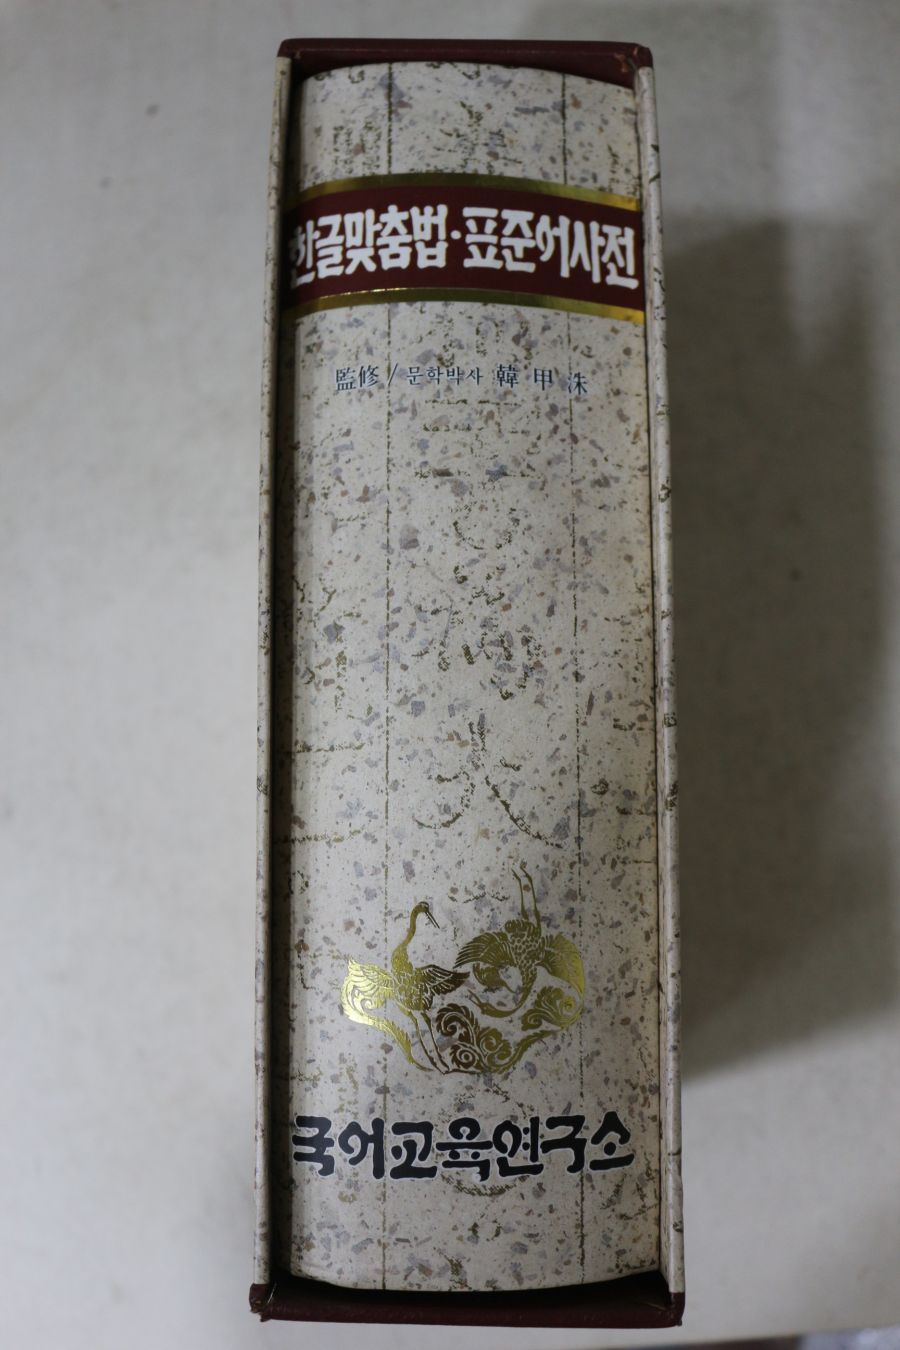 한글맞춤법·표준어사전
監修/문학박사 韓甲洙
국어교육연구소